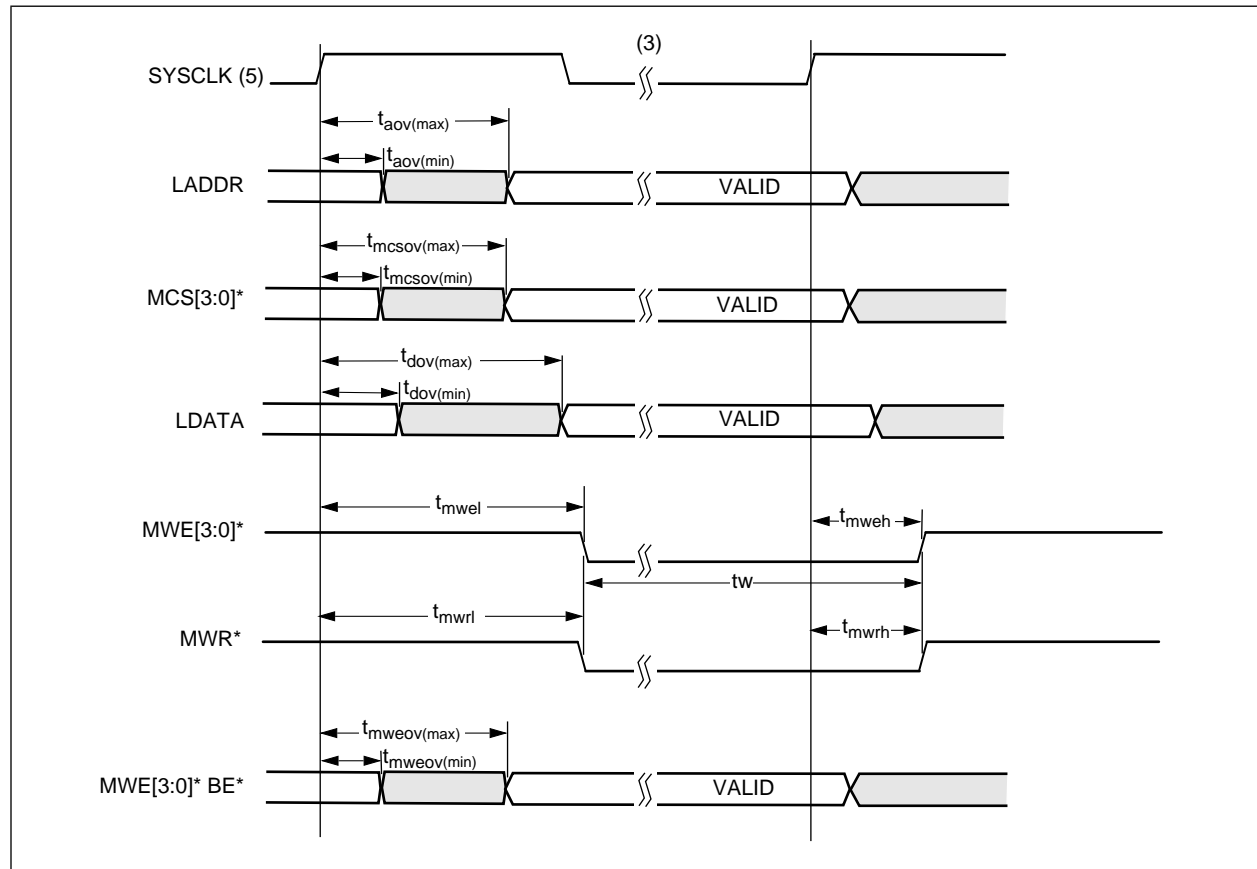 (3)
SYSCLK (5)
taov(max)
taov(min)
LADDR
VALID
tmcsov(max)
tmcsov(min)
MCS[3:0]*
VALID
tdov(max)
tdov(min)
LDATA
VALID
tmwel
tmweh
MWE[3:0]*
tw
tmwrl
tmwrh
MWR*
tmweov(max)
tmweov(min)
MWE[3:0]* BE*
VALID